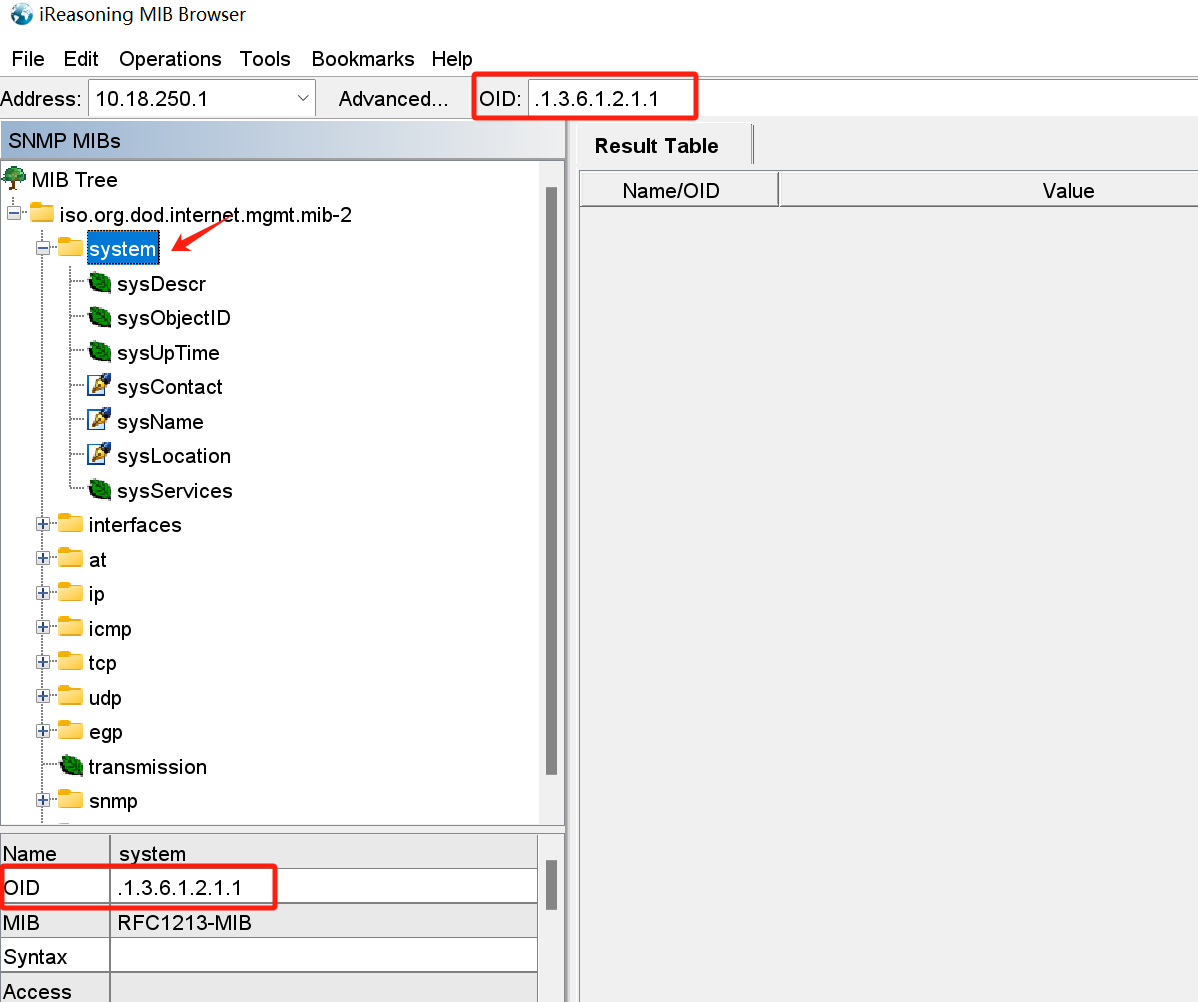 iReasoning MIB Browser
File Edit Operations Tools Bookmarks Help
Address: 10.18.250.1 Advanced... OID: .1.3.6.1.2.1.1
SNMP MIBs
MIB Tree
iso.org.dod.internet.mgmt.mib-2
system
sysDescr
sysObjectID
sysUpTime
sysContact
sysName
sysLocation
sysServices
interfaces
at
ip
icmp
tcp
udp
egp
transmission
snmp
Result Table
Name/OID Value
Name system
OID .1.3.6.1.2.1.1
MIB RFC1213-MIB
Syntax
Access